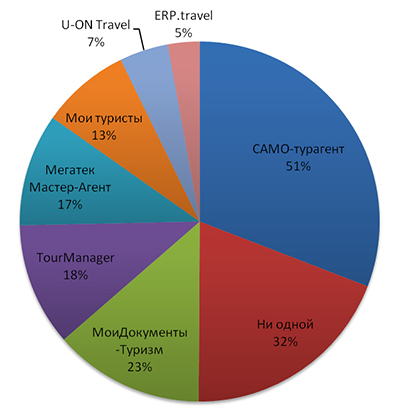 ERP.travel
5%
U-ON Travel
7%
Мои туристы
13%
САМО-турагент
51%
Мегатек
Мастер-Агент
17%
TourManager
18%
МоиДокументы
-Туризм
23%
Ни одной
32%